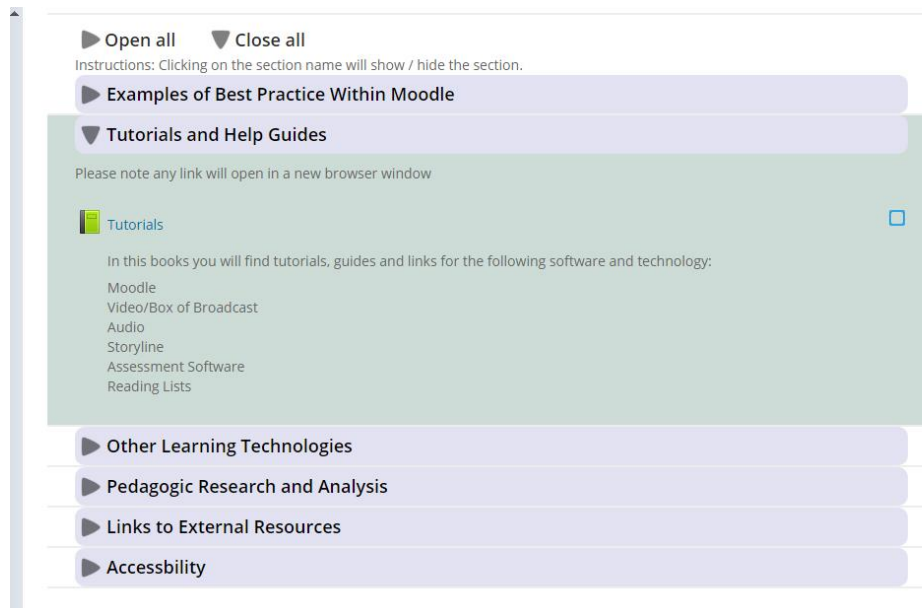 Open all Close all
Instructions: Clicking on the section name will show / hide the section.
Examples of Best Practice Within Moodle
Tutorials and Help Guides
Please note any link will open in a new browser window
Tutorials
In this books you will find tutorials, guides and links for the following software and technology:
Moodle
Video/Box of Broadcast
Audio
Storyline
Assessment Software
Reading Lists
Other Learning Technologies
Pedagogic Research and Analysis
Links to External Resources
Accessbility